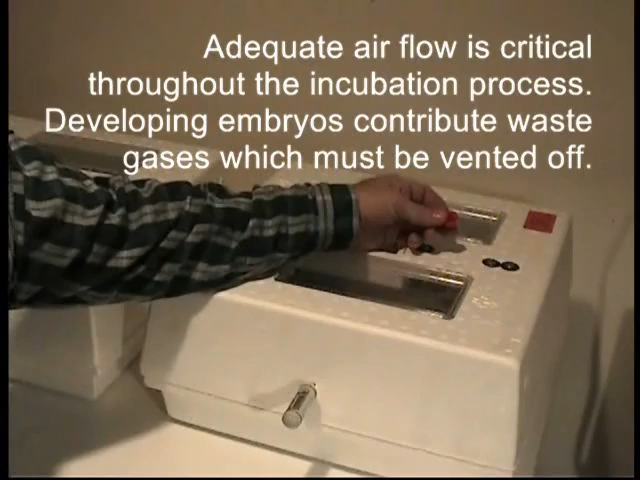 Adequate air flow is critical
throughout the incubation process.
Developing embryos contribute waste
gases which must be vented off.